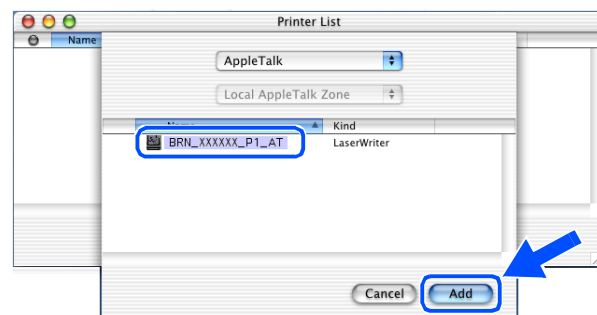 Printer List
Name
AppleTalk
Local AppleTalk Zone
Name Kind
BRN_XXXXXX_P1_AT LaserWriter
Cancel Add